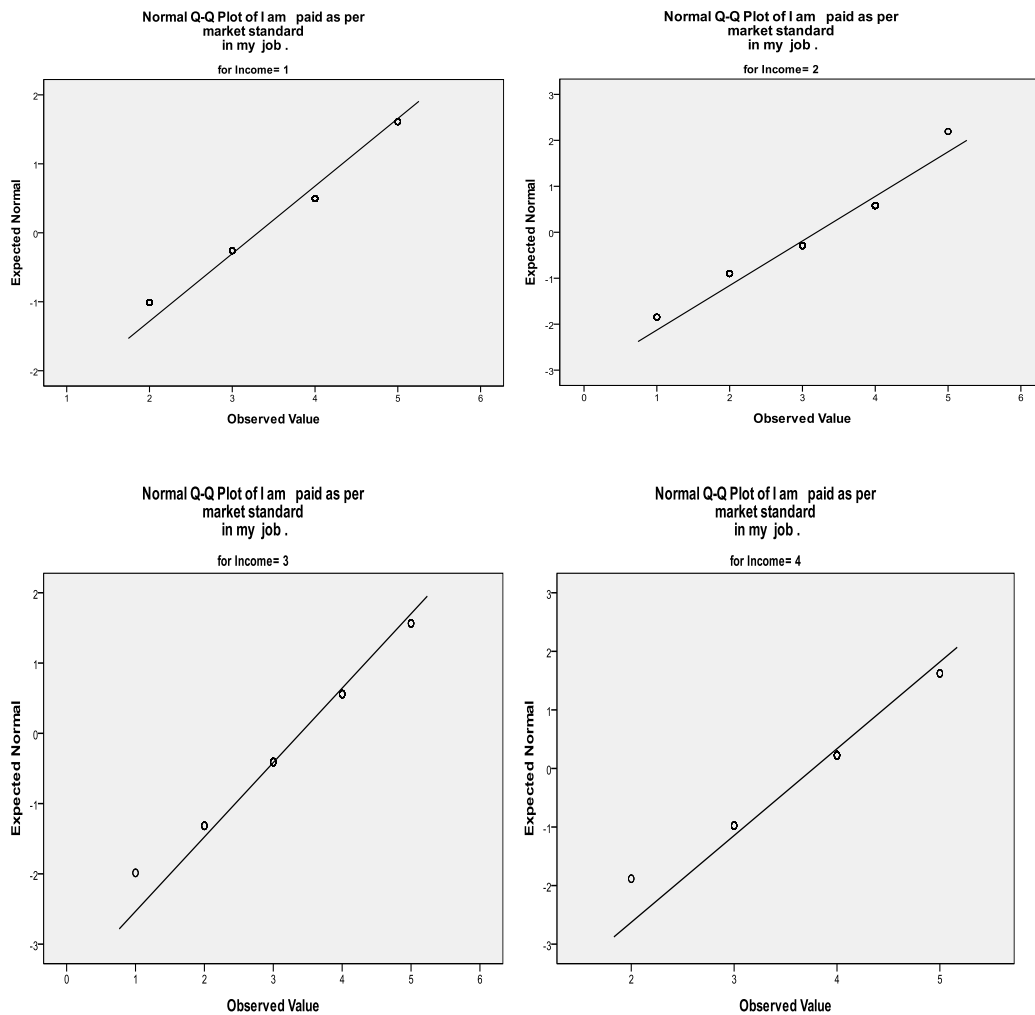 Normal Q-Q Plot of I am paid as per
market standard
in my job .
for Income= 1
2
1
0
-1
-2
Expected Normal
1 2 3 4 5 6
Observed Value
Normal Q-Q Plot of I am paid as per
market standard
in my job .
for Income= 2
3
2
1
0
-1
-2
-3
Expected Normal
0 1 2 3 4 5 6
Observed Value
Normal Q-Q Plot of I am paid as per
market standard
in my job .
for Income= 3
2
1
0
-1
-2
-3
Expected Normal
0 1 2 3 4 5 6
Observed Value
Normal Q-Q Plot of I am paid as per
market standard
in my job .
for Income= 4
3
2
1
0
-1
-2
-3
Expected Normal
2 3 4 5
Observed Value